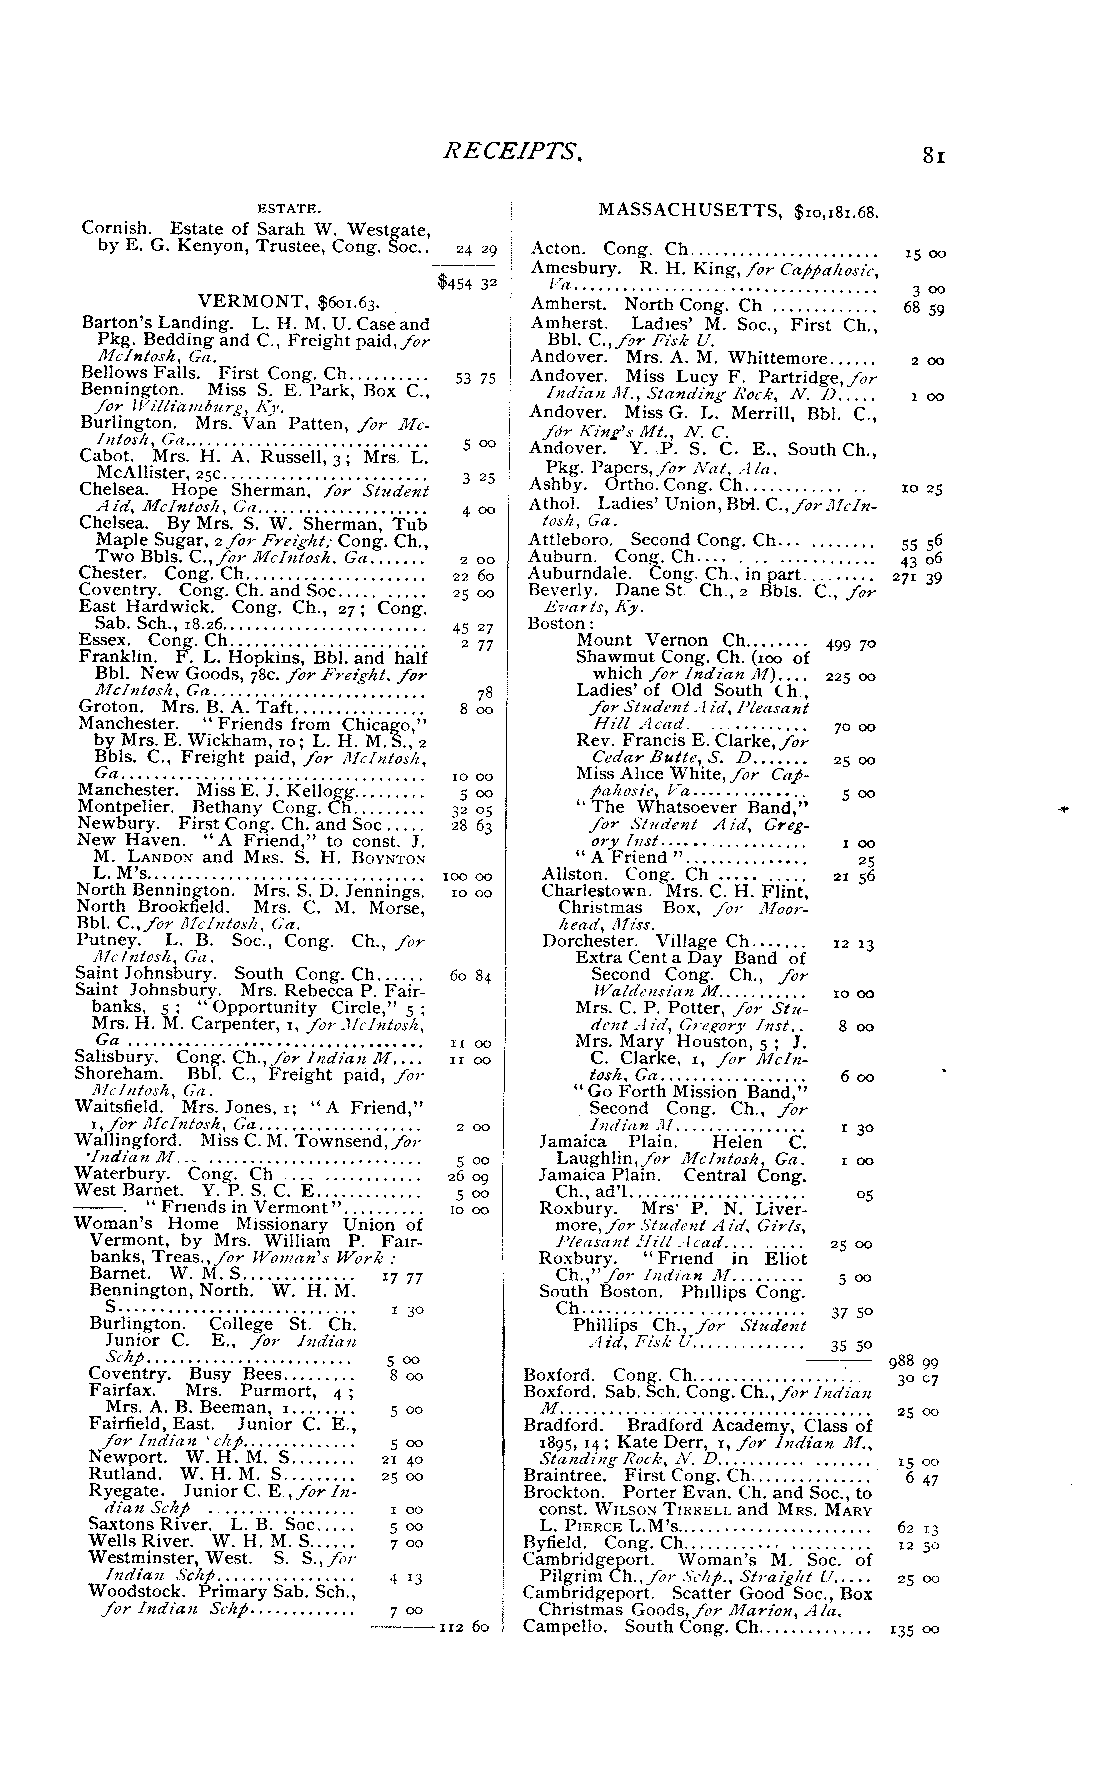 RECEIPTS. 81
ESTATE.
Cornish. Estate of Sarah W. Westgate,
by E. G. Kenyon, Trustee, Cong. Soc.. 24 29
$454 32
VERMONT, $601.63.
Barton's Landing. L. H. M. U. Case and
Pkg. Bedding and C., Freight paid, for
McIntosh, Ga.
Bellows Falls. First Cong. Ch.......... 53 75
Bennington. Miss S. E. Park, Box C.,
for Williamburg, Ky.
Burlington. Mrs. Van Patten, for Mc-
Intosh, Ga............................. 5 00
Cabot. Mrs. H. A. Russell, 3; Mrs. L.
McAllister, 25c......................... 3 25
Chelsea. Hope Sherman, for Student
Aid, McIntosh, Ga..................... 4 00
Chelsea. By Mrs. S. W. Sherman, Tub
Maple Sugar, 2 for Freight; Cong. Ch.,
Two Bbls. C., for McIntosh, Ga....... 2 00
Chester. Cong. Ch...................... 22 60
Coventry. Cong. Ch. and Soc........... 25 00
East Hardwick. Cong. Ch., 27; Cong.
Sab. Sch., 18.26......................... 45 27
Essex. Cong. Ch........................ 2 77
Franklin. F. L. Hopkins, Bbl. and half
Bbl. New Goods, 78c. for Freight, for
McIntosh, Ga.......................... 78
Groton. Mrs. B. A. Taft................ 8 00
Manchester. "Friends from Chicago,"
by Mrs. E. Wickham, 10; L. H. M. S., 2
Bbls. C., Freight paid, for McIntosh,
Ga..................................... 10 00
Manchester. Miss E. J. Kellogg......... 5 00
Montpelier. Bethany Cong. Ch......... 32 05
Newbury. First Cong. Ch. and Soc..... 28 63
New Haven. "A Friend," to const. J.
M. LANDON and MRS. S. H. BOYNTON
L. M's.................................. 100 00
North Bennington. Mrs. S. D. Jennings. 10 00
North Brookfield. Mrs. C. M. Morse,
Bbl. C., for McIntosh, Ga.
Putney. L. B. Soc., Cong. Ch., for
McIntosh, Ga.
Saint Johnsbury. South Cong. Ch...... 60 84
Saint Johnsbury. Mrs. Rebecca P. Fair-
banks, 5; "Opportunity Circle," 5;
Mrs. H. M. Carpenter, 1, for McIntosh,
Ga.................................... 11 00
Salisbury. Cong. Ch., for Indian M.... 11 00
Shoreham. Bbl. C., Freight paid, for
McIntosh, Ga.
Waitsfield. Mrs. Jones, 1; "A Friend,"
1, for McIntosh, Ga.................... 2 00
Wallingford. Miss C. M. Townsend, for
Indian M.............................. 5 00
Waterbury. Cong. Ch ................. 26 09
West Barnet. Y. P. S. C. E............. 5 00
———. "Friends in Vermont".......... 10 00
Woman's Home Missionary Union of
Vermont, by Mrs. William P. Fair-
banks, Treas., for Woman's Work:
Barnet. W. M. S.............. 17 77
Bennington, North. W. H. M.
S............................. 1 30
Burlington. College St. Ch.
Junior C. E., for Indian
Schp......................... 5 00
Coventry. Busy Bees......... 8 00
Fairfax. Mrs. Purmort, 4;
Mrs. A. B. Beeman, 1........ 5 00
Fairfield, East. Junior C. E.,
for Indian 'chp.............. 5 00
Newport. W. H. M. S........ 21 40
Rutland. W. H. M. S......... 25 00
Ryegate. Junior C. E., for In-
dian Schp .................. 1 00
Saxtons River. L. B. Soc..... 5 00
Wells River. W. H. M. S...... 7 00
Westminster, West. S. S., for
Indian Schp................. 4 13
Woodstock. Primary Sab. Sch.,
for Indian Schp............. 7 00
112 60
MASSACHUSETTS, $10,181.68.
Acton. Cong. Ch....................... 15 00
Amesbury. R. H. King, for Cappahosic,
Va..................................... 3 00
Amherst. North Cong. Ch ............. 68 59
Amherst. Ladies' M. Soc., First Ch.,
Bbl. C., for Fisk U.
Andover. Mrs. A. M. Whittemore...... 2 00
Andover. Miss Lucy F. Partridge, for
Indian M., Standing Rock, N. D..... 1 00
Andover. Miss G. L. Merrill, Bbl. C.,
for King's Mt., N. C.
Andover. Y. P. S. C. E., South Ch.,
Pkg. Papers, for Nat, Ala.
Ashby. Ortho. Cong. Ch............... 10 25
Athol. Ladies' Union, Bbl. C., for McIn-
tosh, Ga.
Attleboro. Second Cong. Ch........... 55 56
Auburn. Cong. Ch.................... 43 06
Auburndale. Cong. Ch., in part......... 271 39
Beverly. Dane St. Ch., 2 Bbls. C., for
Evarts, Ky.
Boston:
Mount Vernon Ch........ 499 70
Shawmut Cong. Ch. (100 of
which for Indian M).... 225 00
Ladies' of Old South Ch.,
for Student Aid, Pleasant
Hill Acad............... 70 00
Rev. Francis E. Clarke, for
Cedar Butte, S. D....... 25 00
Miss Alice White, for Cap-
pahosie, Va.............. 5 00
"The Whatsoever Band,"
for Student Aid, Greg-
ory Inst.................. 1 00
"A Friend"............... 25
Allston. Cong. Ch .......... 21 56
Charlestown. Mrs. C. H. Flint,
Christmas Box, for Moor-
head, Miss.
Dorchester. Village Ch....... 12 13
Extra Cent a Day Band of
Second Cong. Ch., for
Waldensian M........... 10 00
Mrs. C. P. Potter, for Stu-
dent Aid, Gregory Inst.. 8 00
Mrs. Mary Houston, 5; J.
C. Clarke, 1, for McIn-
tosh, Ga.................. 6 00
"Go Forth Mission Band,"
Second Cong. Ch., for
Indian M................ 1 30
Jamaica Plain. Helen C.
Laughlin, for McIntosh, Ga. 1 00
Jamaica Plain. Central Cong.
Ch., ad'l...................... 05
Roxbury. Mrs' P. N. Liver-
more, for Student Aid, Girls,
Pleasant Hill Acad.......... 25 00
Roxbury. "Friend in Eliot
Ch.," for Indian M......... 5 00
South Boston. Phillips Cong.
Ch............................ 37 50
Phillips Ch., for Student
Aid, Fisk U.............. 35 50
988 99
Boxford. Cong. Ch.................... 30 07
Boxford. Sab. Sch. Cong. Ch., for Indian
M...................................... 25 00
Bradford. Bradford Academy, Class of
1895, 14; Kate Derr, 1, for Indian M.,
Standing Rock, N. D.................. 15 00
Braintree. First Cong. Ch............... 6 47
Brockton. Porter Evan. Ch. and Soc., to
const. WILSON TIRRELL and MRS. MARY
L. PIERCE L.M's........................ 62 13
Byfield. Cong. Ch...................... 12 50
Cambridgeport. Woman's M. Soc. of
Pilgrim Ch., for Schp., Straight U..... 25 00
Cambridgeport. Scatter Good Soc., Box
Christmas Goods, for Marion, Ala.
Campello. South Cong. Ch.............. 135 00